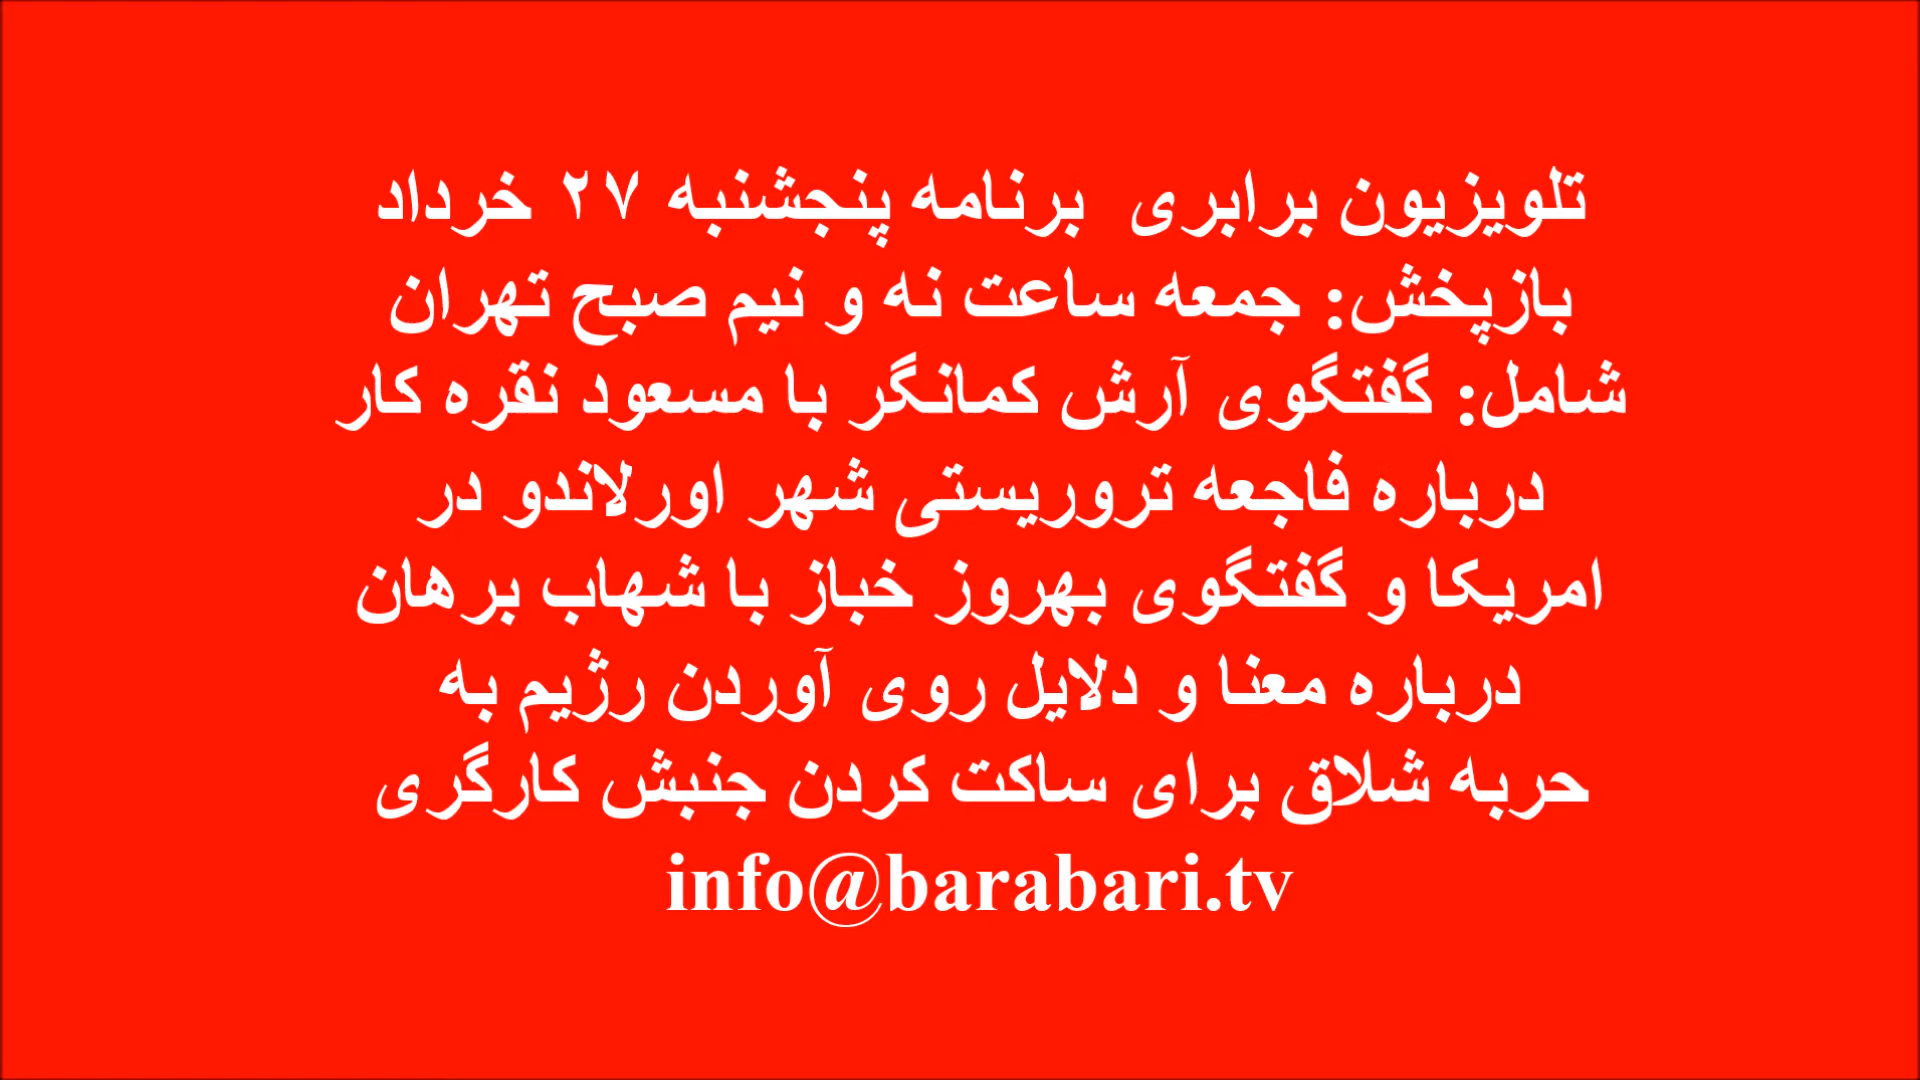 تلویزیون برابری  برنامه پنجشنبه ۲۷ خرداد
بازپخش: جمعه ساعت نه و نیم صبح تهران
شامل: گفتگوی آرش کمانگر با مسعود نقره کار
درباره فاجعه تروریستی شهر اورلاندو در
امریکا و گفتگوی بهروز خباز با شهاب برهان
درباره معنا و دلایل روی آوردن رژیم به
حربه شلاق برای ساکت کردن جنبش کارگری
info@barabari.tv